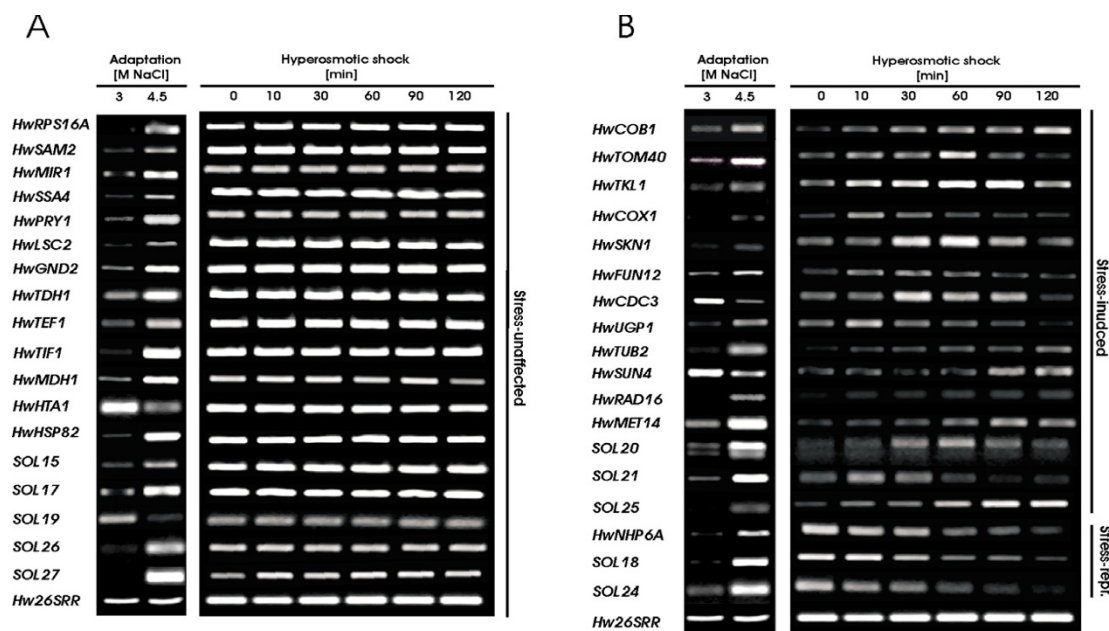 A
Adaptation
[M NaCl]
3 4.5
Hyperosmotic shock
[min]
0 10 30 60 90 120
HwRPS16A
HwSAM2
HwMIR1
HwSSA4
HwPRY1
HwLSC2
HwGND2
HwTDH1
HwTEF1
HwTIF1
HwMDH1
HwHTA1
HwHSP82
SOL15
SOL17
SOL19
SOL26
SOL27
Hw26SRR
Stress-unaffected
B
Adaptation
[M NaCl]
3 4.5
Hyperosmotic shock
[min]
0 10 30 60 90 120
HwCOB1
HwTOM40
HwTKL1
HwCOX1
HwSKN1
HwFUN12
HwCDC3
HwUGP1
HwTUB2
HwSUN4
HwRAD16
HwMET14
SOL20
SOL21
SOL25
HwNHP6A
SOL18
SOL24
Hw26SRR
Stress-inudced
Stress-repr.